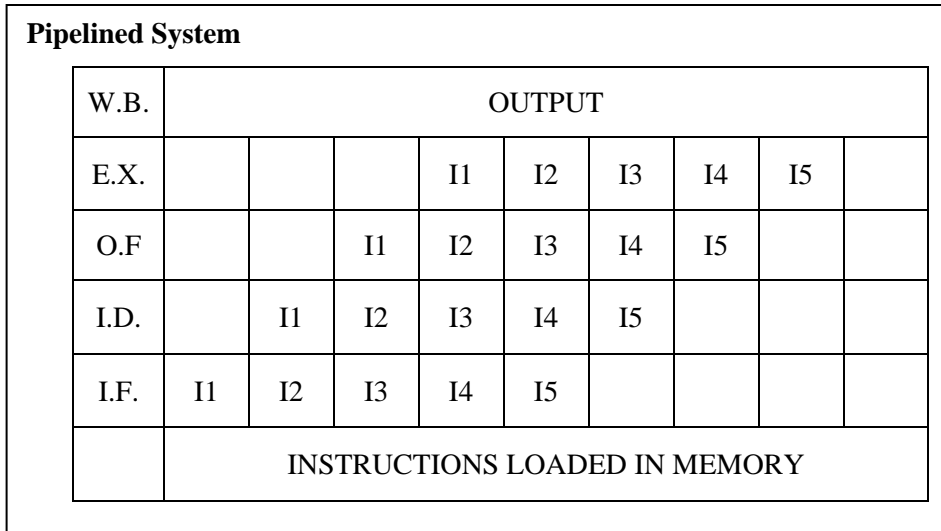 Pipelined System
W.B. OUTPUT
E.X. I1 I2 I3 I4 I5
O.F I1 I2 I3 I4 I5
I.D. I1 I2 I3 I4 I5
I.F. I1 I2 I3 I4 I5
INSTRUCTIONS LOADED IN MEMORY